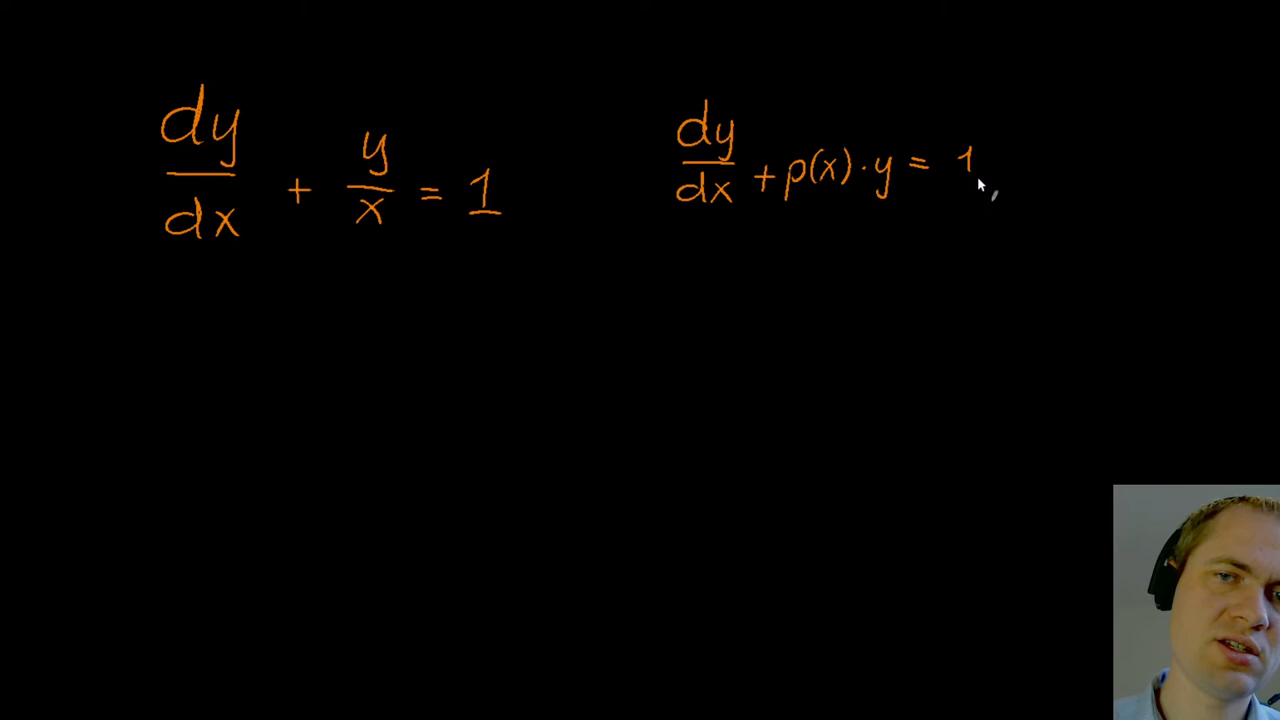 dy/dx + y/x = 1
dy/dx + p(x) · y = 1